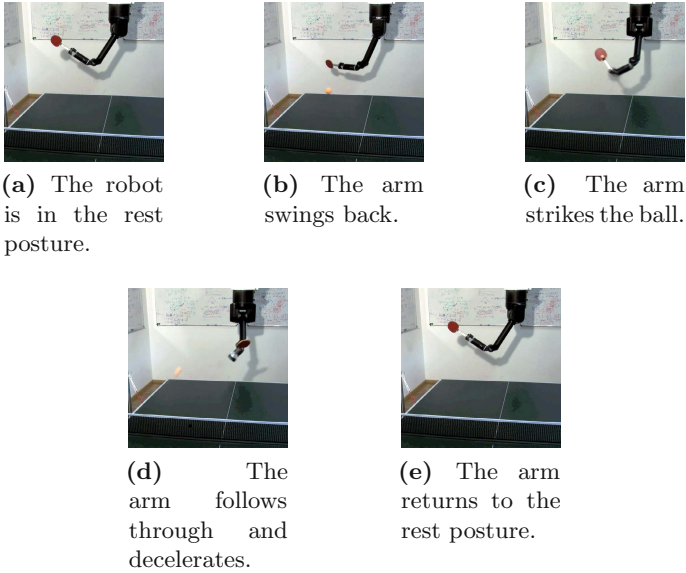 (a) The robot
is in the rest
posture.
(b) The arm
swings back.
(c) The arm
strikes the ball.
(d) The
arm follows
through and
decelerates.
(e) The arm
returns to the
rest posture.